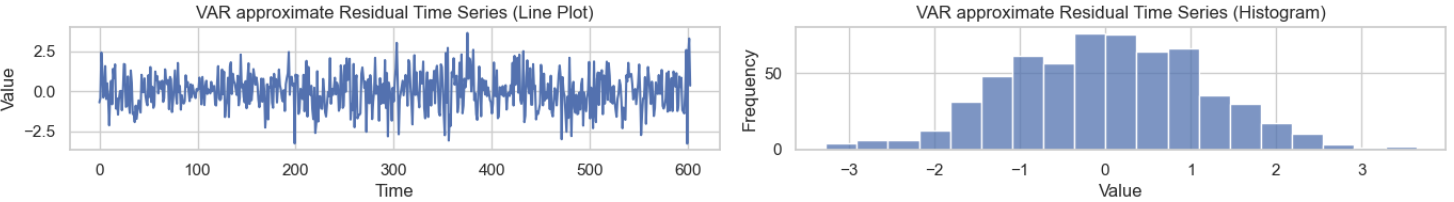 VAR approximate Residual Time Series (Line Plot)
Value
2.5
0.0
−2.5
0 100 200 300 400 500 600
Time
VAR approximate Residual Time Series (Histogram)
Frequency
50
0
−3 −2 −1 0 1 2 3
Value